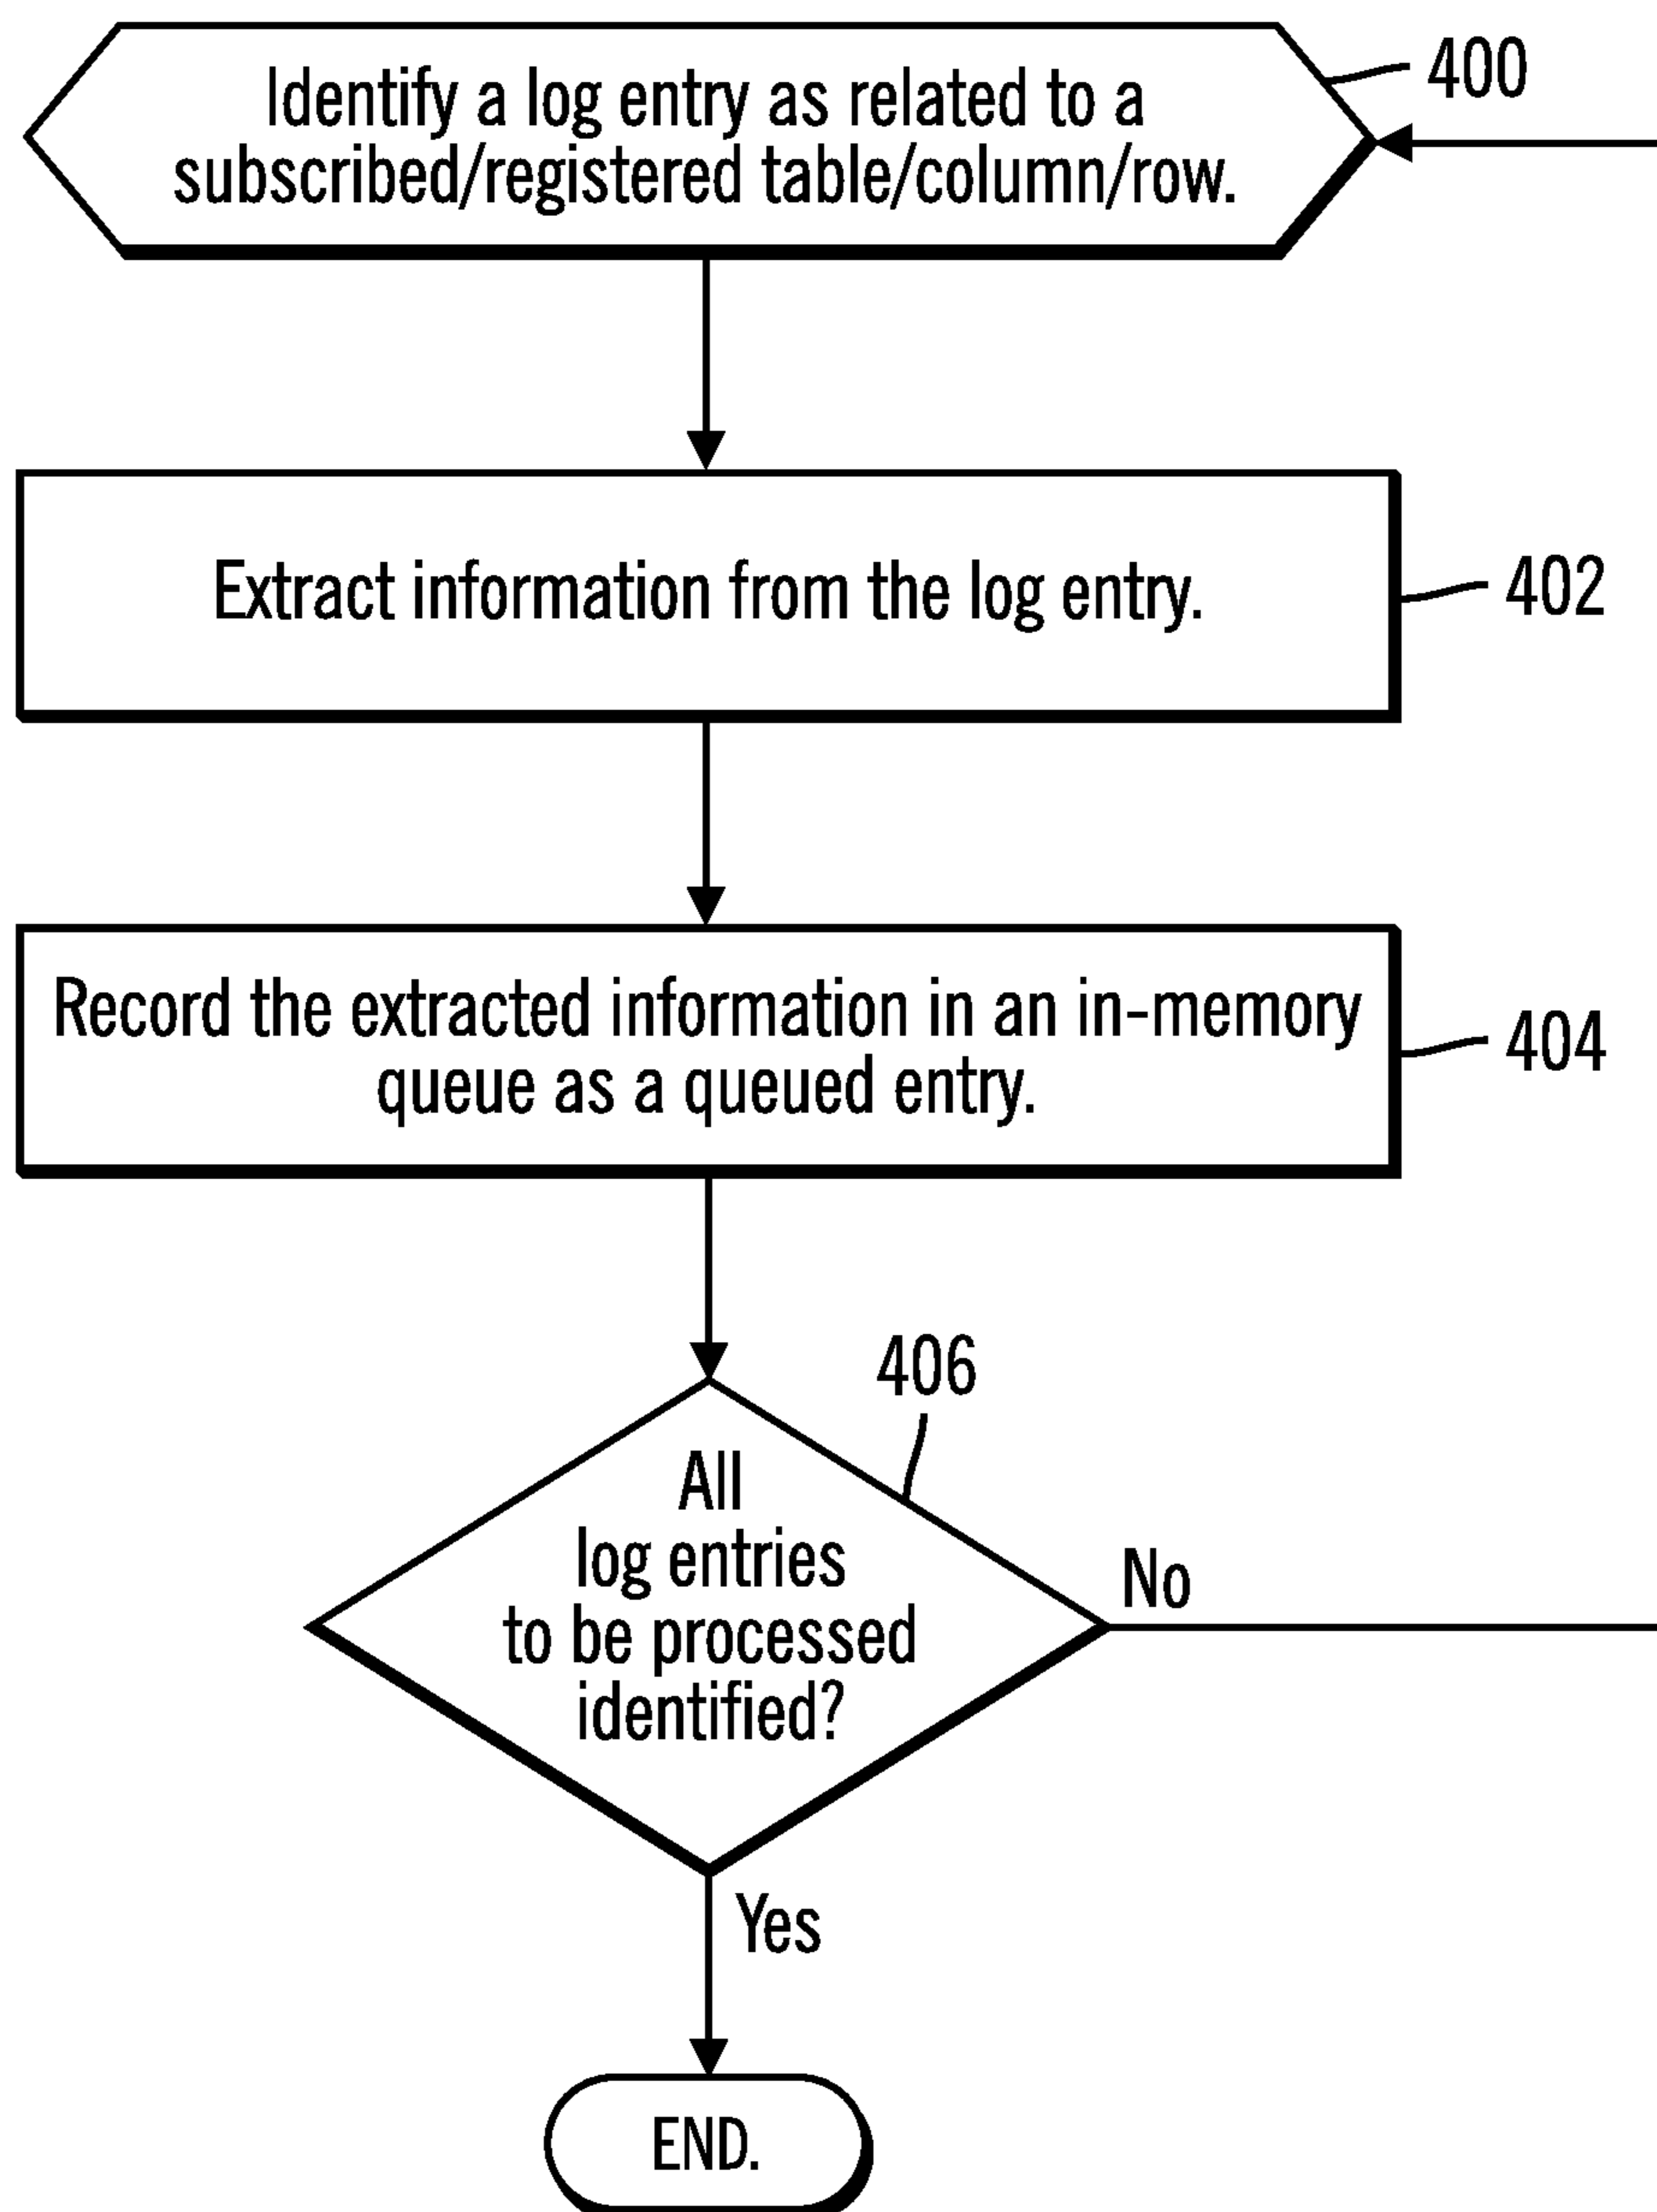 Identify a log entry as related to a
subscribed/registered table/column/row.
400
Extract information from the log entry.
402
Record the extracted information in an in-memory
queue as a queued entry.
404
406
All
log entries
to be processed
identified?
No
Yes
END.